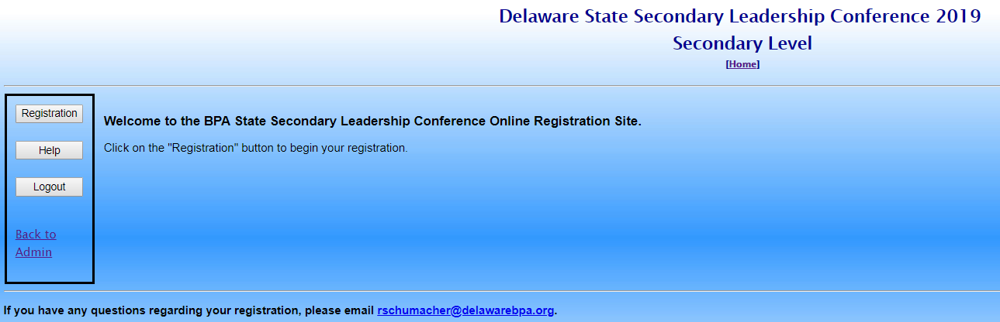 Delaware State Secondary Leadership Conference 2019
Secondary Level
[Home]
Registration
Help
Logout
Back to
Admin
Welcome to the BPA State Secondary Leadership Conference Online Registration Site.
Click on the "Registration" button to begin your registration.
If you have any questions regarding your registration, please email rschumacher@delawarebpa.org.